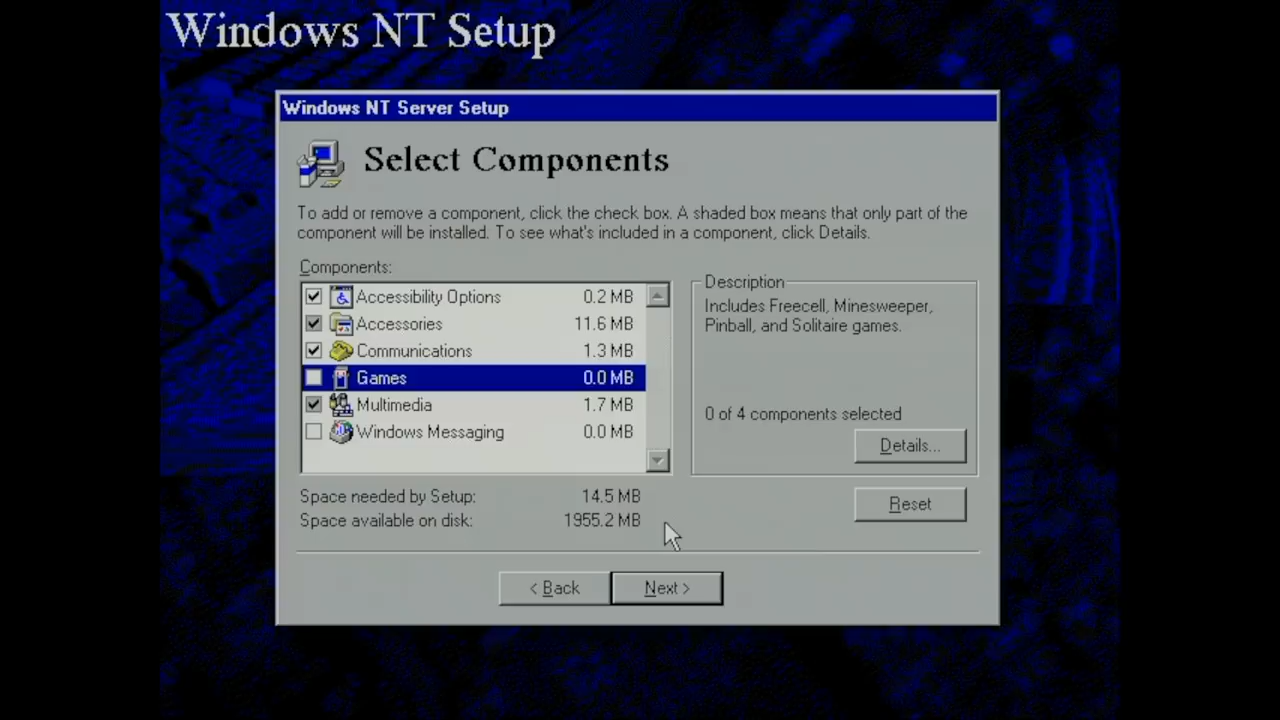 Windows NT Setup
Windows NT Server Setup
Select Components
To add or remove a component, click the check box. A shaded box means that only part of the
component will be installed. To see what's included in a component, click Details.
Components:
Accessibility Options 0.2 MB
Accessories 11.6 MB
Communications 1.3 MB
Games 0.0 MB
Multimedia 1.7 MB
Windows Messaging 0.0 MB
Description
Includes Freecell, Minesweeper,
Pinball, and Solitaire games.
0 of 4 components selected
Details...
Space needed by Setup: 14.5 MB
Space available on disk: 1955.2 MB
Reset
< Back
Next >